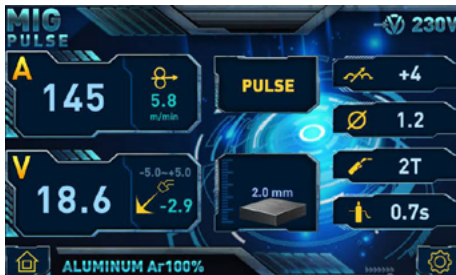 MIG
PULSE
230V
A
145
5.8
m/min
PULSE
+4
1.2
V
18.6
-5.0~+5.0
-2.9
2.0 mm
2T
0.7s
ALUMINUM Ar100%